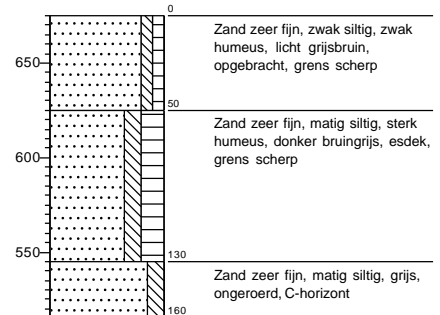 0
Zand zeer fijn, zwak siltig, zwak
humeus, licht grijsbruin,
opgebracht, grens scherp
650
50
Zand zeer fijn, matig siltig, sterk
humeus, donker bruingrijs, esdek,
grens scherp
600
130
550
Zand zeer fijn, matig siltig, grijs,
ongeroerd, C-horizont
160